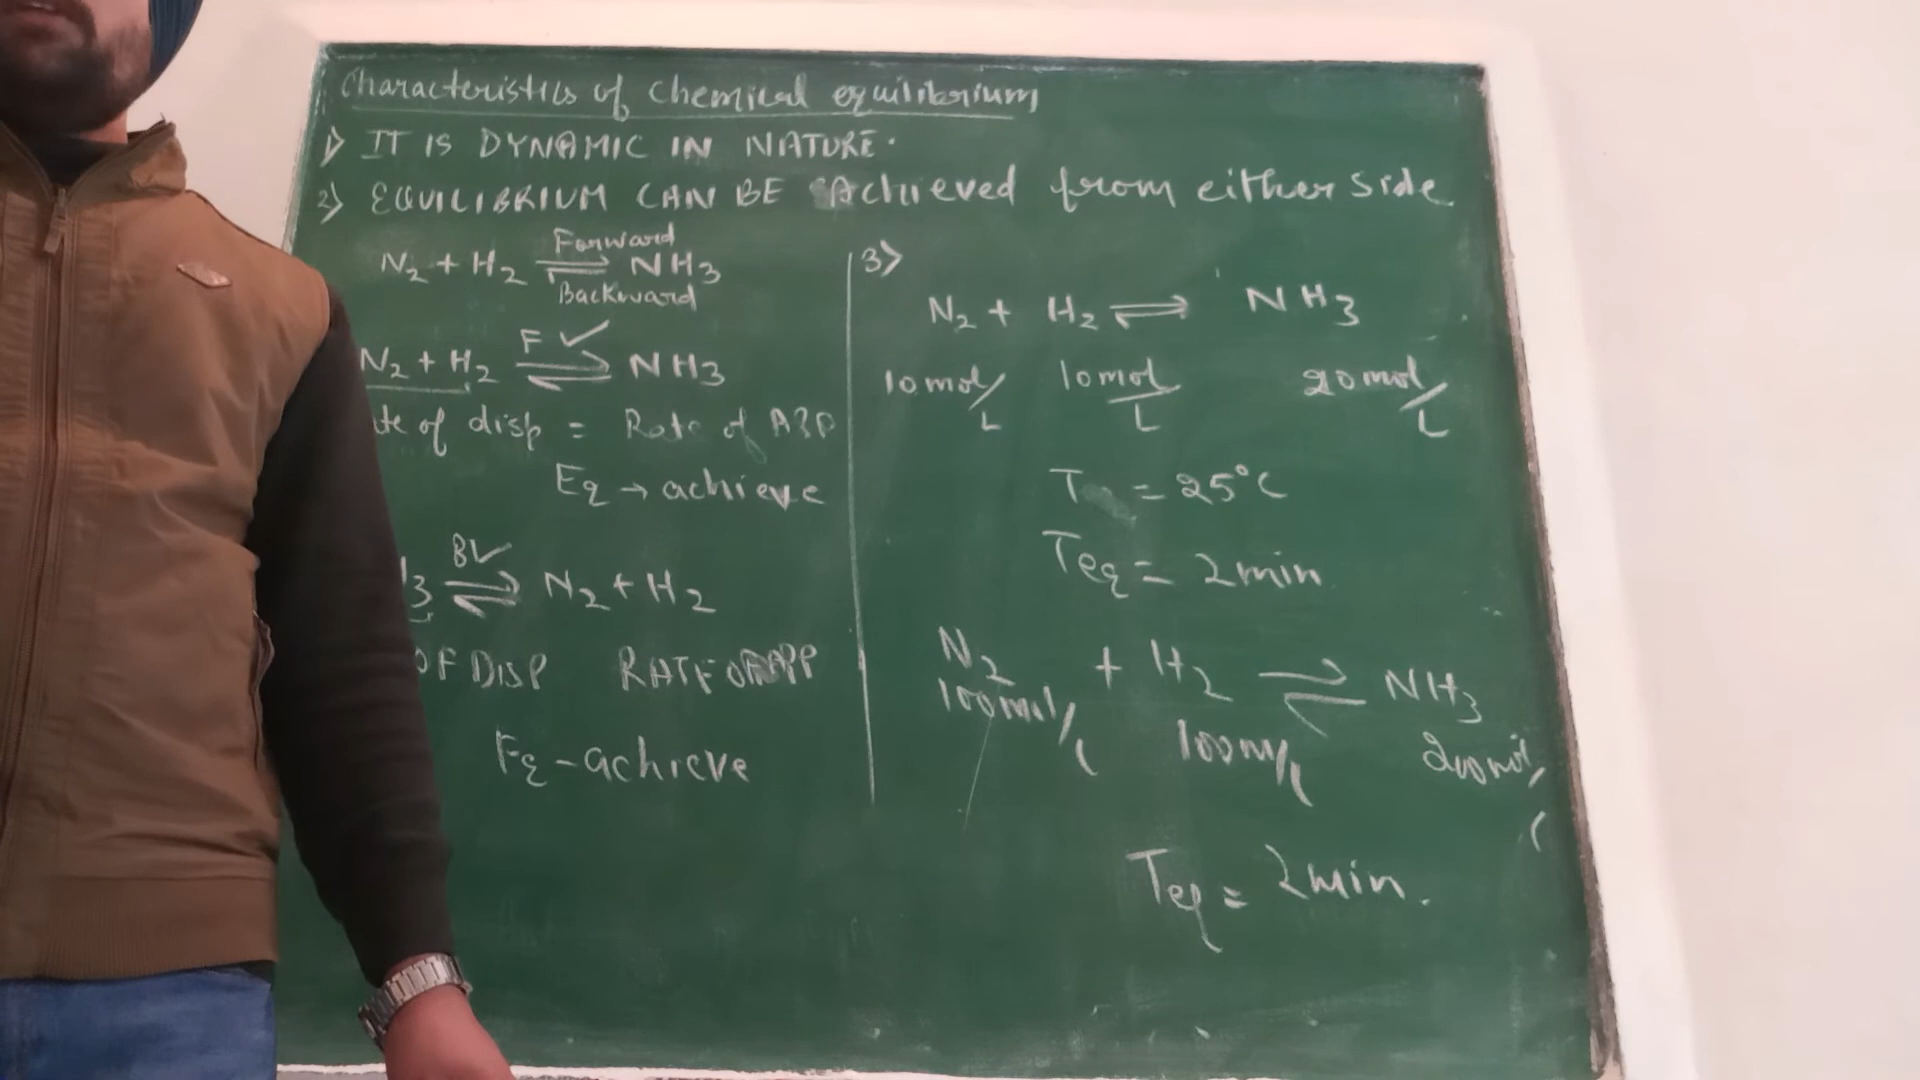 Characteristics of chemical equilibrium
1) IT IS DYNAMIC IN NATURE.
2) EQUILIBRIUM CAN BE Achieved from either side
Forward
N2 + H2 ⇌ NH3
Backward
F ✓
N2 + H2 ⇌ NH3
te of disp = Rate of APP
Eq → achieve
B✓
3 ⇌ N2 + H2
OF DISP RATE OF APP
Eq - achieve
3)
N2 + H2 ⇌ NH3
10 mol/L 10 mol/L 20 mol/L
T = 25°C
Teq = 2 min
N2 + H2 ⇌ NH3
100 mol/L 100 m/L 200 mol/L
Teq = 2 min.